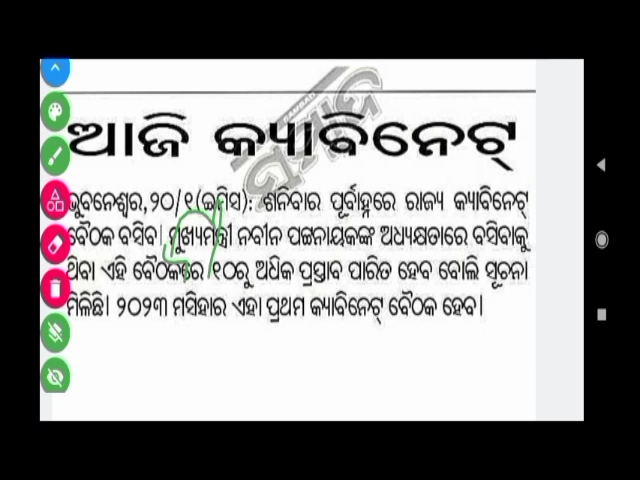 ଆଜି କ୍ୟାବିନେଟ୍
ଭୁବନେଶ୍ୱର,୨୦/୧(ଇମିସ): ଶନିବାର ପୂର୍ବାହ୍ନରେ ରାଜ୍ୟ କ୍ୟାବିନେଟ୍
ବୈଠକ ବସିବ। ମୁଖ୍ୟମନ୍ତ୍ରୀ ନବୀନ ପଟ୍ଟନାୟକଙ୍କ ଅଧ୍ୟକ୍ଷତାରେ ବସିବାକୁ
ଥିବା ଏହି ବୈଠକରେ ୧୦ରୁ ଅଧିକ ପ୍ରସ୍ତାବ ପାରିତ ହେବ ବୋଲି ସୂଚନା
ମିଳିଛି। ୨୦୨୩ ମସିହାର ଏହା ପ୍ରଥମ କ୍ୟାବିନେଟ୍ ବୈଠକ ହେବ।